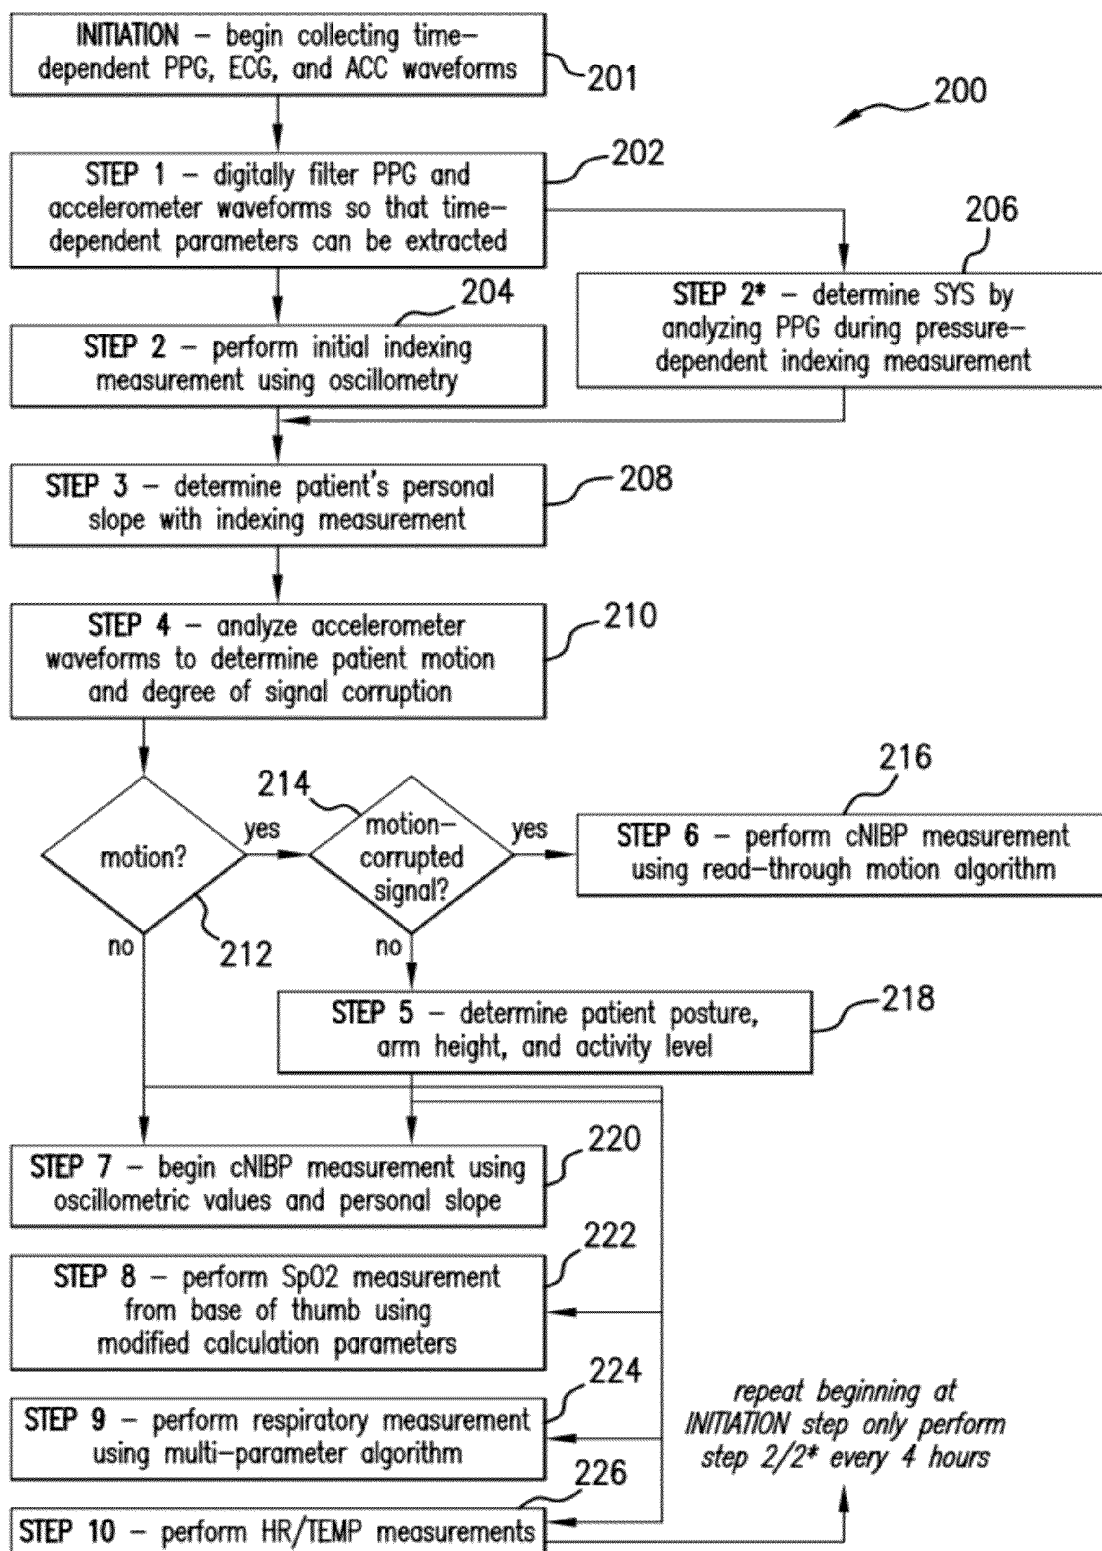 INITIATION – begin collecting time–
dependent PPG, ECG, and ACC waveforms
201
200
STEP 1 – digitally filter PPG and
accelerometer waveforms so that time–
dependent parameters can be extracted
202
206
STEP 2* – determine SYS by
analyzing PPG during pressure–
dependent indexing measurement
204
STEP 2 – perform initial indexing
measurement using oscillometry
STEP 3 – determine patient's personal
slope with indexing measurement
208
STEP 4 – analyze accelerometer
waveforms to determine patient motion
and degree of signal corruption
210
motion?
212
yes
no
214
motion–
corrupted
signal?
yes
no
216
STEP 6 – perform cNIBP measurement
using read–through motion algorithm
STEP 5 – determine patient posture,
arm height, and activity level
218
STEP 7 – begin cNIBP measurement using
oscillometric values and personal slope
220
STEP 8 – perform SpO2 measurement
from base of thumb using
modified calculation parameters
222
STEP 9 – perform respiratory measurement
using multi–parameter algorithm
224
STEP 10 – perform HR/TEMP measurements
226
repeat beginning at
INITIATION step only perform
step 2/2* every 4 hours